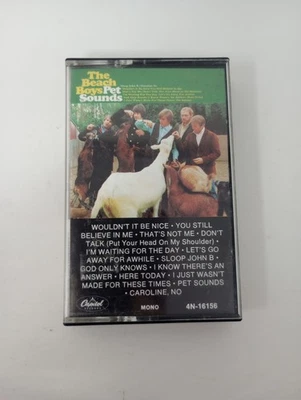 The
Beach
Boys Pet
Sounds
WOULDN'T IT BE NICE • YOU STILL
BELIEVE IN ME • THAT'S NOT ME • DON'T
TALK (Put Your Head On My Shoulder) •
I'M WAITING FOR THE DAY • LET'S GO
AWAY FOR AWHILE • SLOOP JOHN B •
GOD ONLY KNOWS • I KNOW THERE'S AN
ANSWER • HERE TODAY • I JUST WASN'T
MADE FOR THESE TIMES • PET SOUNDS
• CAROLINE, NO
Capitol
MONO
4N-16156